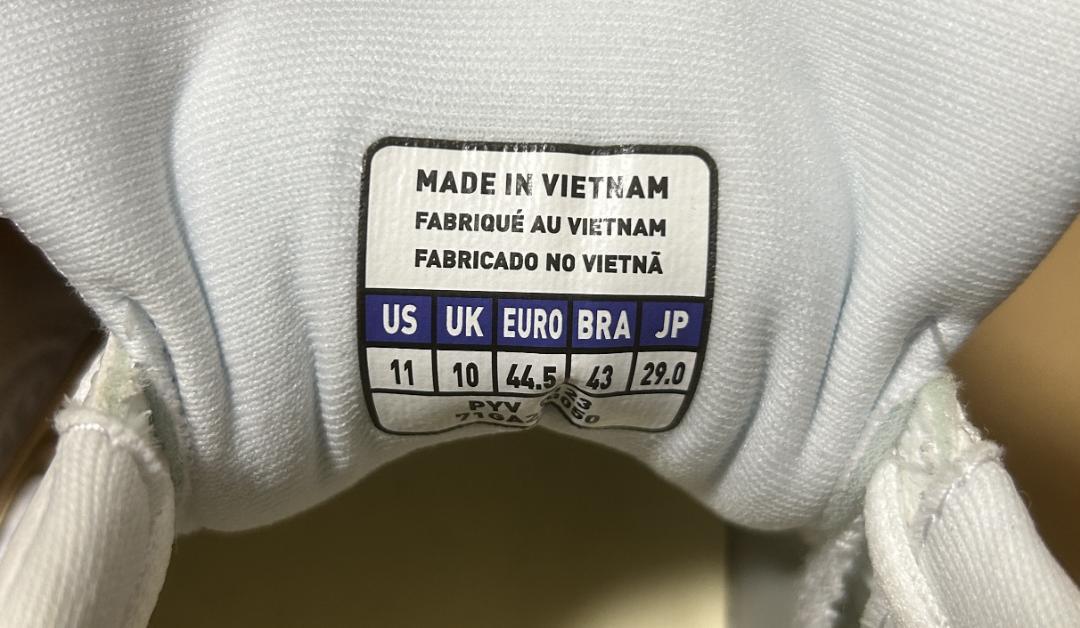 MADE IN VIETNAM
FABRIQUÉ AU VIETNAM
FABRICADO NO VIETNÃ
US UK EURO BRA JP
11 10 44.5 43 29.0
PYV